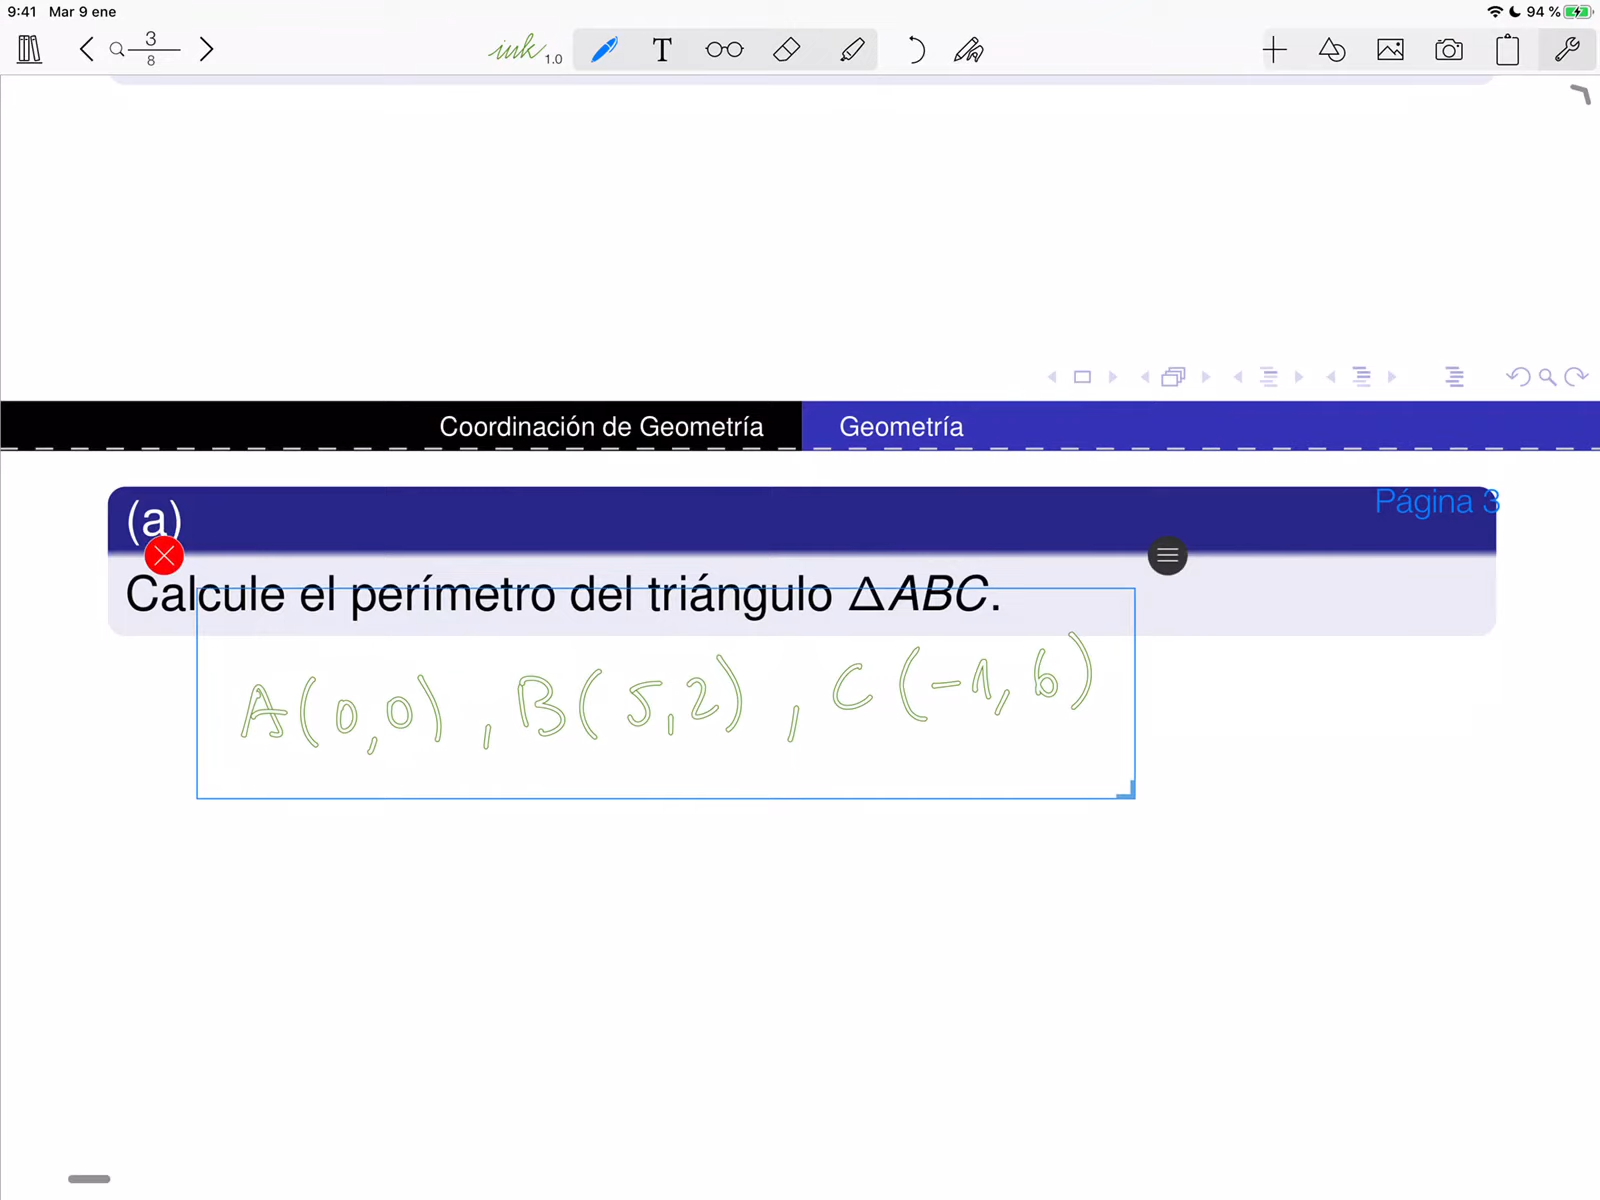 9:41 Mar 9 ene 94 %
3
8
ink 1.0 T
Coordinación de Geometría Geometría
Página 3
(a)
Calcule el perímetro del triángulo △ABC.
A(0,0) , B(5,2) , C(-1,6)